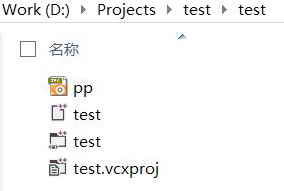 Work (D:) Projects test test
名称
pp
test
test
test.vcxproj